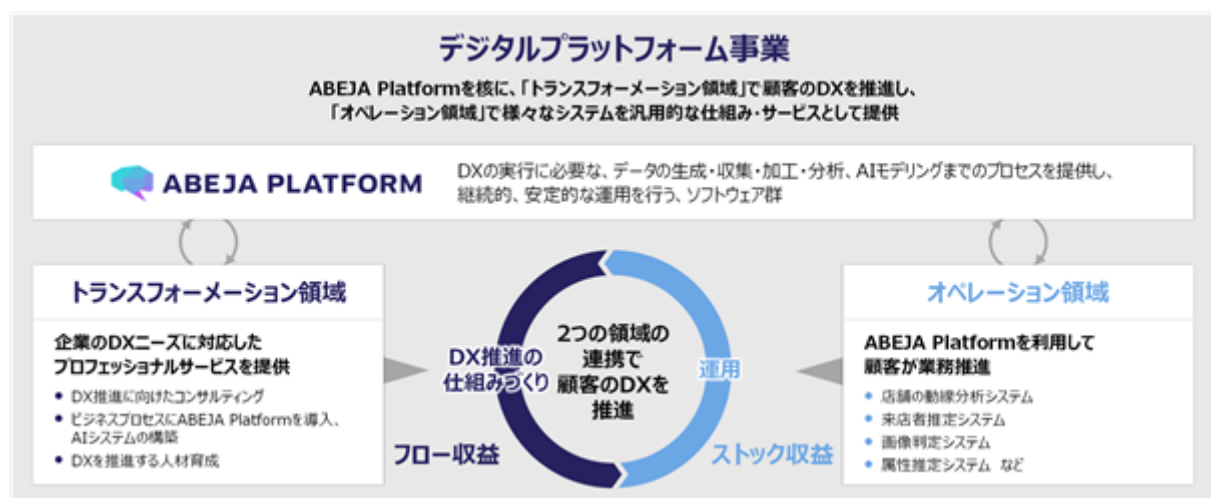 デジタルプラットフォーム事業
ABEJA Platformを核に、「トランスフォーメーション領域」で顧客のDXを推進し、
「オペレーション領域」で様々なシステムを汎用的な仕組み・サービスとして提供
ABEJA PLATFORM
DXの実行に必要な、データの生成・収集・加工・分析、AIモデリングまでのプロセスを提供し、
継続的、安定的な運用を行う、ソフトウェア群
トランスフォーメーション領域
企業のDXニーズに対応した
プロフェッショナルサービスを提供
• DX推進に向けたコンサルティング
• ビジネスプロセスにABEJA Platformを導入、
AIシステムの構築
• DXを推進する人材育成
DX推進の
仕組みづくり
フロー収益
2つの領域の
連携で
顧客のDXを
推進
運用
ストック収益
オペレーション領域
ABEJA Platformを利用して
顧客が業務推進
• 店舗の動線分析システム
• 来店者推定システム
• 画像判定システム
• 属性推定システム など